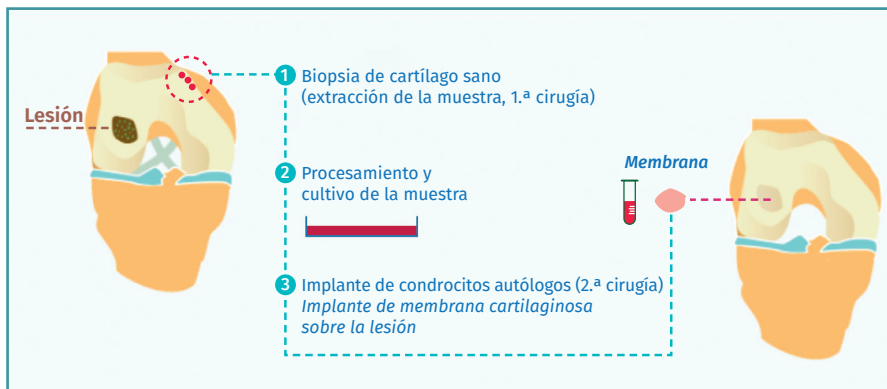 Lesión
1 Biopsia de cartílago sano
(extracción de la muestra, 1.ª cirugía)
2 Procesamiento y
cultivo de la muestra
Membrana
3 Implante de condrocitos autólogos (2.ª cirugía)
Implante de membrana cartilaginosa
sobre la lesión